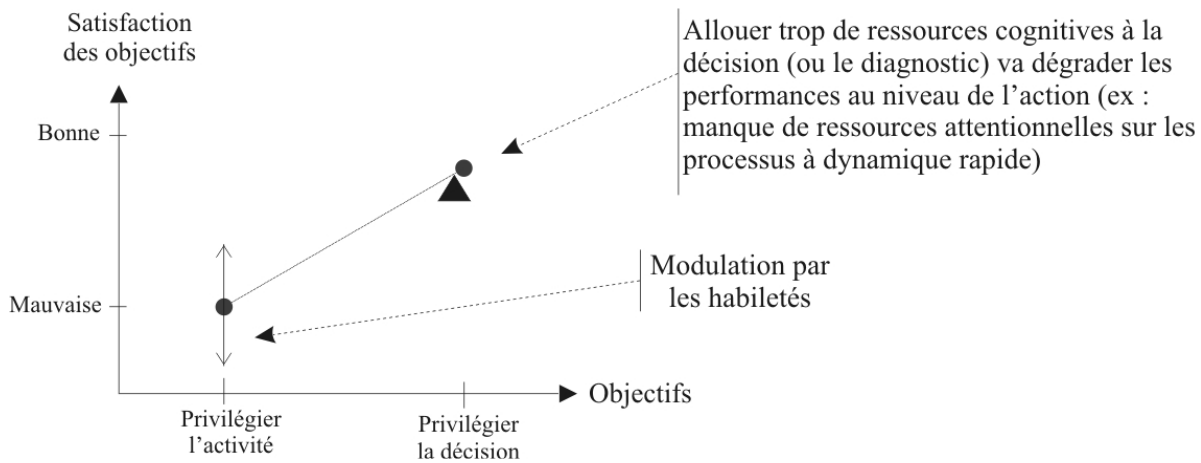 Satisfaction
des objectifs
Allouer trop de ressources cognitives à la
décision (ou le diagnostic) va dégrader les
performances au niveau de l’action (ex :
manque de ressources attentionnelles sur les
processus à dynamique rapide)
Bonne
Modulation par
les habiletés
Mauvaise
Objectifs
Privilégier
l’activité
Privilégier
la décision